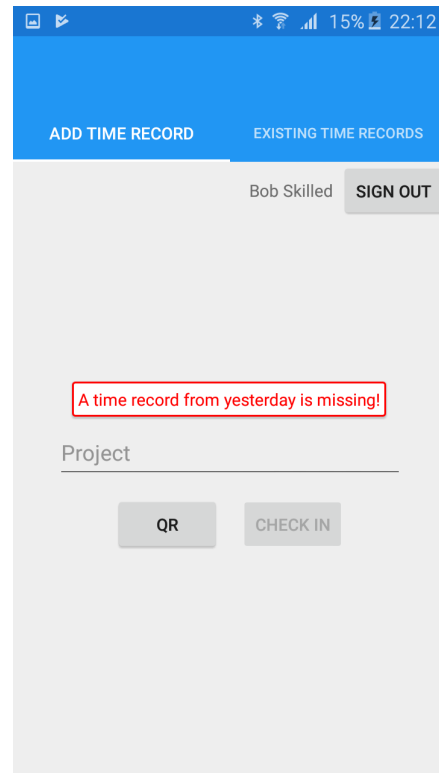 15% 22:12
ADD TIME RECORD EXISTING TIME RECORDS
Bob Skilled SIGN OUT
A time record from yesterday is missing!
Project
QR CHECK IN